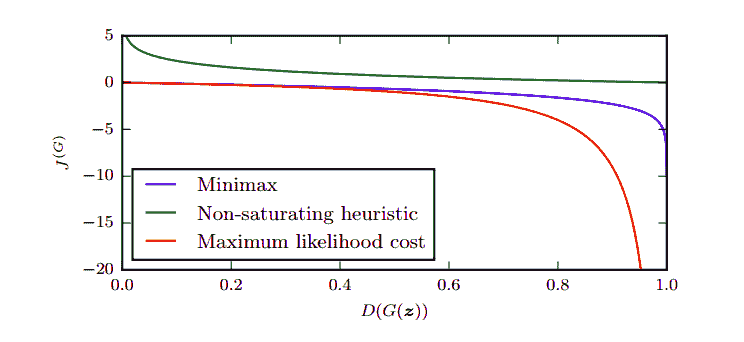 5
0
−5
−10
−15
−20
J^(G)
Minimax
Non-saturating heuristic
Maximum likelihood cost
0.0 0.2 0.4 0.6 0.8 1.0
D(G(z))